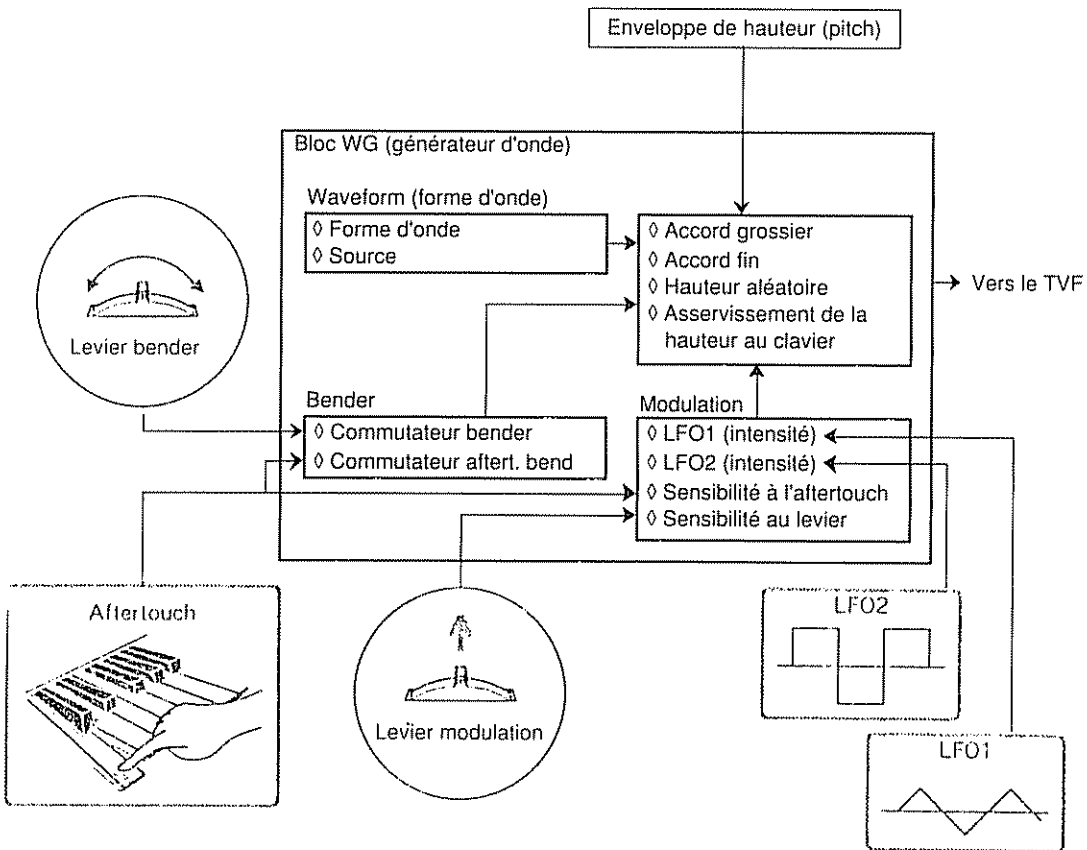 Enveloppe de hauteur (pitch)
Bloc WG (générateur d'onde)
Waveform (forme d'onde)
◊ Forme d'onde
◊ Source
◊ Accord grossier
◊ Accord fin
◊ Hauteur aléatoire
◊ Asservissement de la
hauteur au clavier
Vers le TVF
Levier bender
Bender
◊ Commutateur bender
◊ Commutateur aftert. bend
Modulation
◊ LFO1 (intensité)
◊ LFO2 (intensité)
◊ Sensibilité à l'aftertouch
◊ Sensibilité au levier
Aftertouch
Levier modulation
LFO2
LFO1